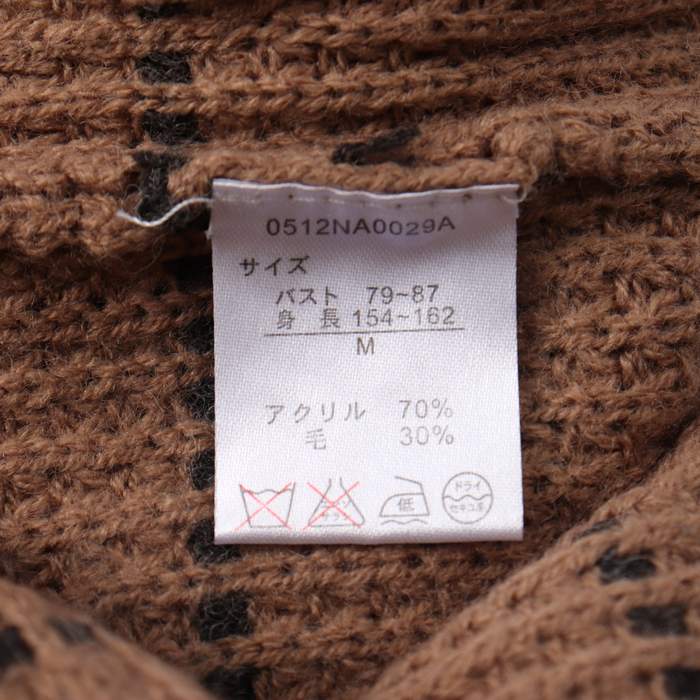 0512NA0029A
サイズ
バスト 79~87
身 長 154~162
M
アクリル 70%
毛 30%
低
ドライ
セキユ系